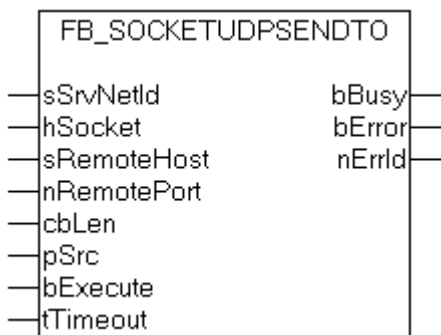 FB_SOCKETUDPSENDTO
sSrvNetId bBusy
hSocket bError
sRemoteHost nErrId
nRemotePort
cbLen
pSrc
bExecute
tTimeout